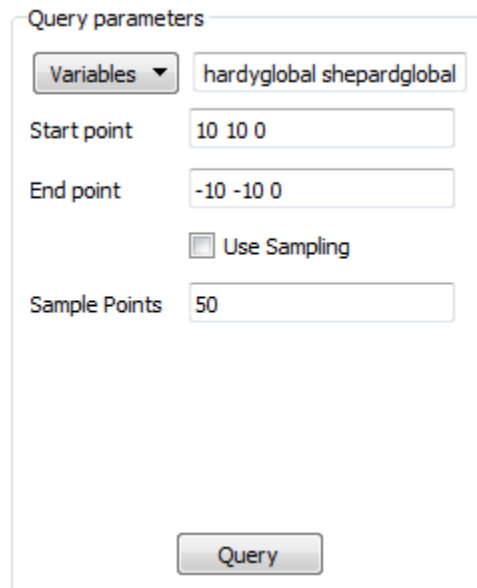 Query parameters
Variables hardyglobal shepardglobal
Start point 10 10 0
End point -10 -10 0
Use Sampling
Sample Points 50
Query